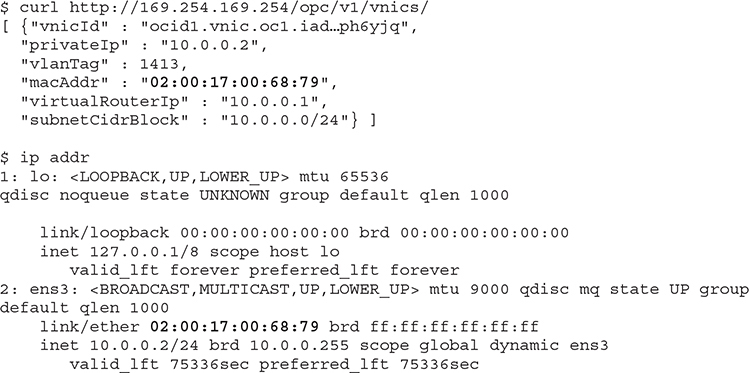 $ curl http://169.254.169.254/opc/v1/vnics/
[ {"vnicId" : "ocid1.vnic.oc1.iad…ph6yjq",
"privateIp" : "10.0.0.2",
"vlanTag" : 1413,
"macAddr" : "02:00:17:00:68:79",
"virtualRouterIp" : "10.0.0.1",
"subnetCidrBlock" : "10.0.0.0/24"} ]
$ ip addr
1: lo: <LOOPBACK,UP,LOWER_UP> mtu 65536
qdisc noqueue state UNKNOWN group default qlen 1000
link/loopback 00:00:00:00:00:00 brd 00:00:00:00:00:00
inet 127.0.0.1/8 scope host lo
valid_lft forever preferred_lft forever
2: ens3: <BROADCAST,MULTICAST,UP,LOWER_UP> mtu 9000 qdisc mq state UP group
default qlen 1000
link/ether 02:00:17:00:68:79 brd ff:ff:ff:ff:ff:ff
inet 10.0.0.2/24 brd 10.0.0.255 scope global dynamic ens3
valid_lft 75336sec preferred_lft 75336sec